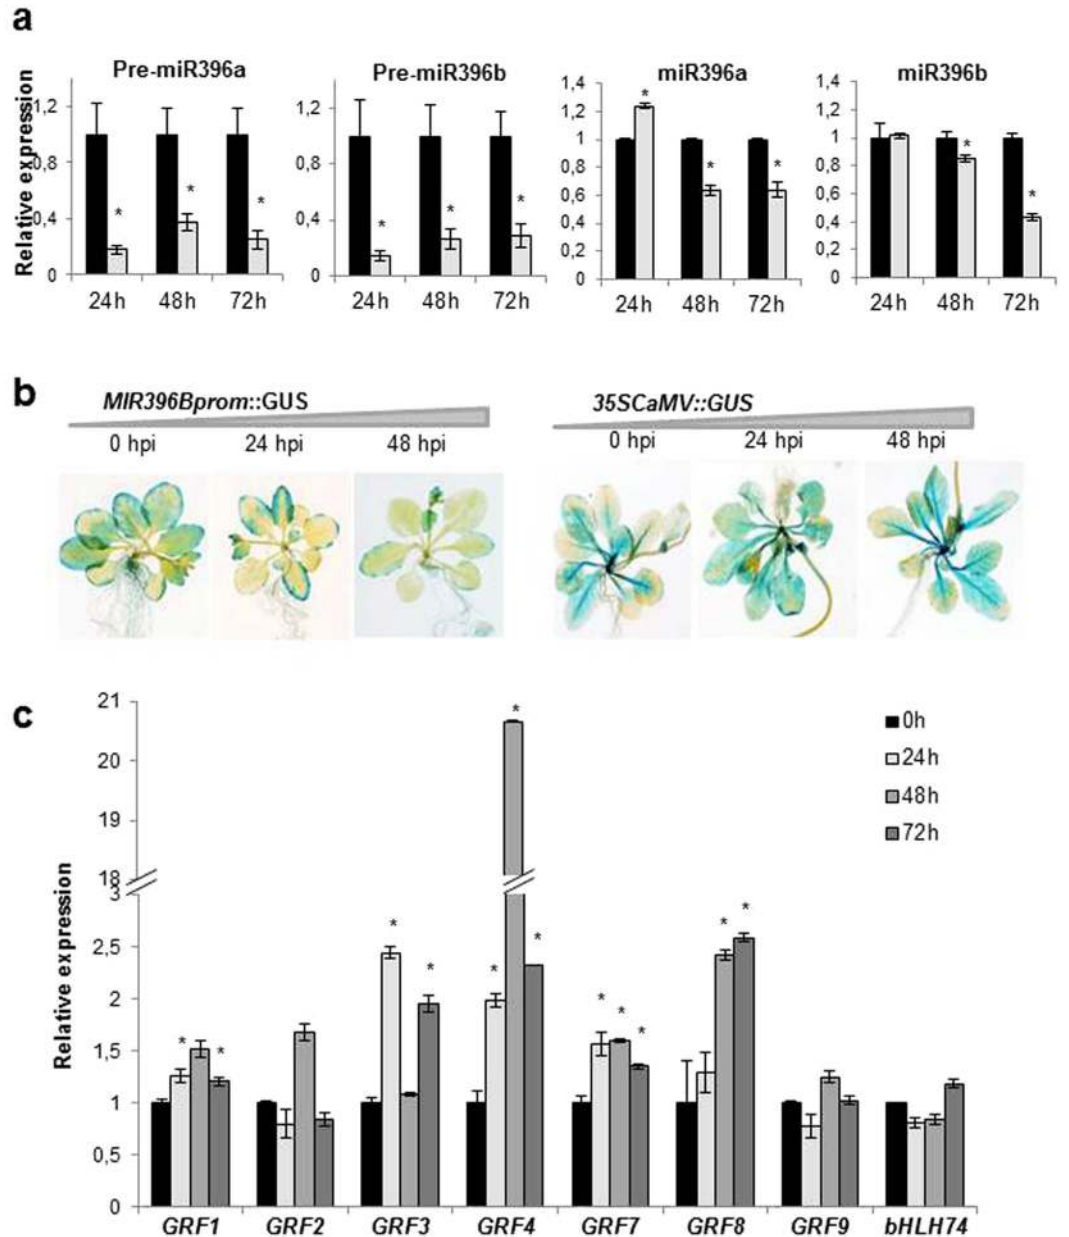 a
Pre-miR396a
Pre-miR396b
miR396a
miR396b
Relative expression
1,2
0,8
0,4
0
24h 48h 72h
1,2
0,8
0,4
0
24h 48h 72h
1,4
1,2
1
0,8
0,6
0,4
0,2
0
24h 48h 72h
1,4
1,2
1
0,8
0,6
0,4
0,2
0
24h 48h 72h
* * *
* * *
* * *
* *
b
MIR396Bprom::GUS
0 hpi 24 hpi 48 hpi
35SCaMV::GUS
0 hpi 24 hpi 48 hpi
c
Relative expression
21
20
19
18
3
2,5
2
1,5
1
0,5
0
* * * * * * * * * * * *
0h
24h
48h
72h
GRF1 GRF2 GRF3 GRF4 GRF7 GRF8 GRF9 bHLH74